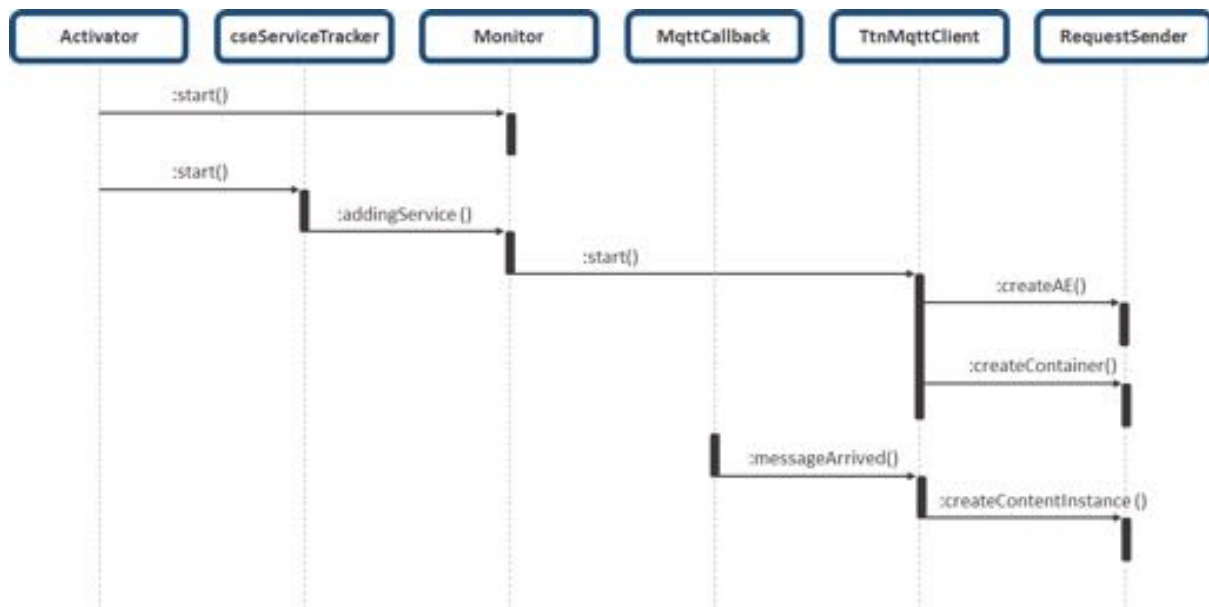 Activator cseServiceTracker Monitor MqttCallback TtnMqttClient RequestSender
:start()
:start()
:addingService ()
:start()
:createAE()
:createContainer()
:messageArrived()
:createContentInstance ()